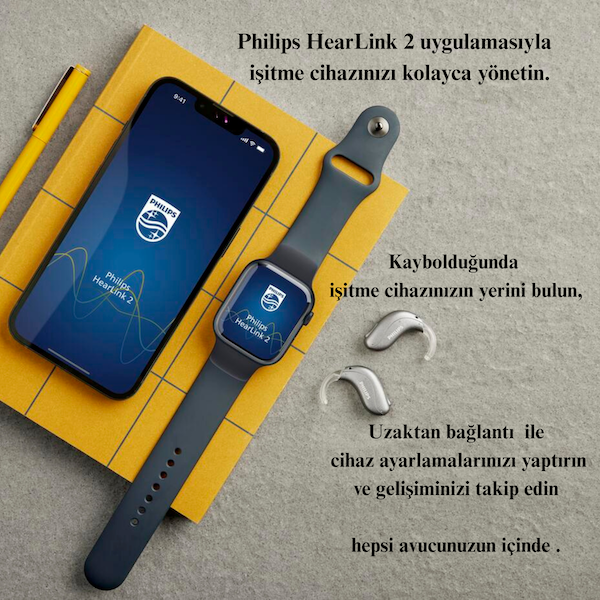 Philips HearLink 2 uygulamasıyla
işitme cihazınızı kolayca yönetin.
9:41
PHILIPS
Philips
HearLink 2
PHILIPS
Philips
HearLink 2
Kaybolduğunda
işitme cihazınızın yerini bulun,
Uzaktan bağlantı ile
cihaz ayarlamalarınızı yaptırın
ve gelişiminizi takip edin
hepsi avucunuzun içinde .